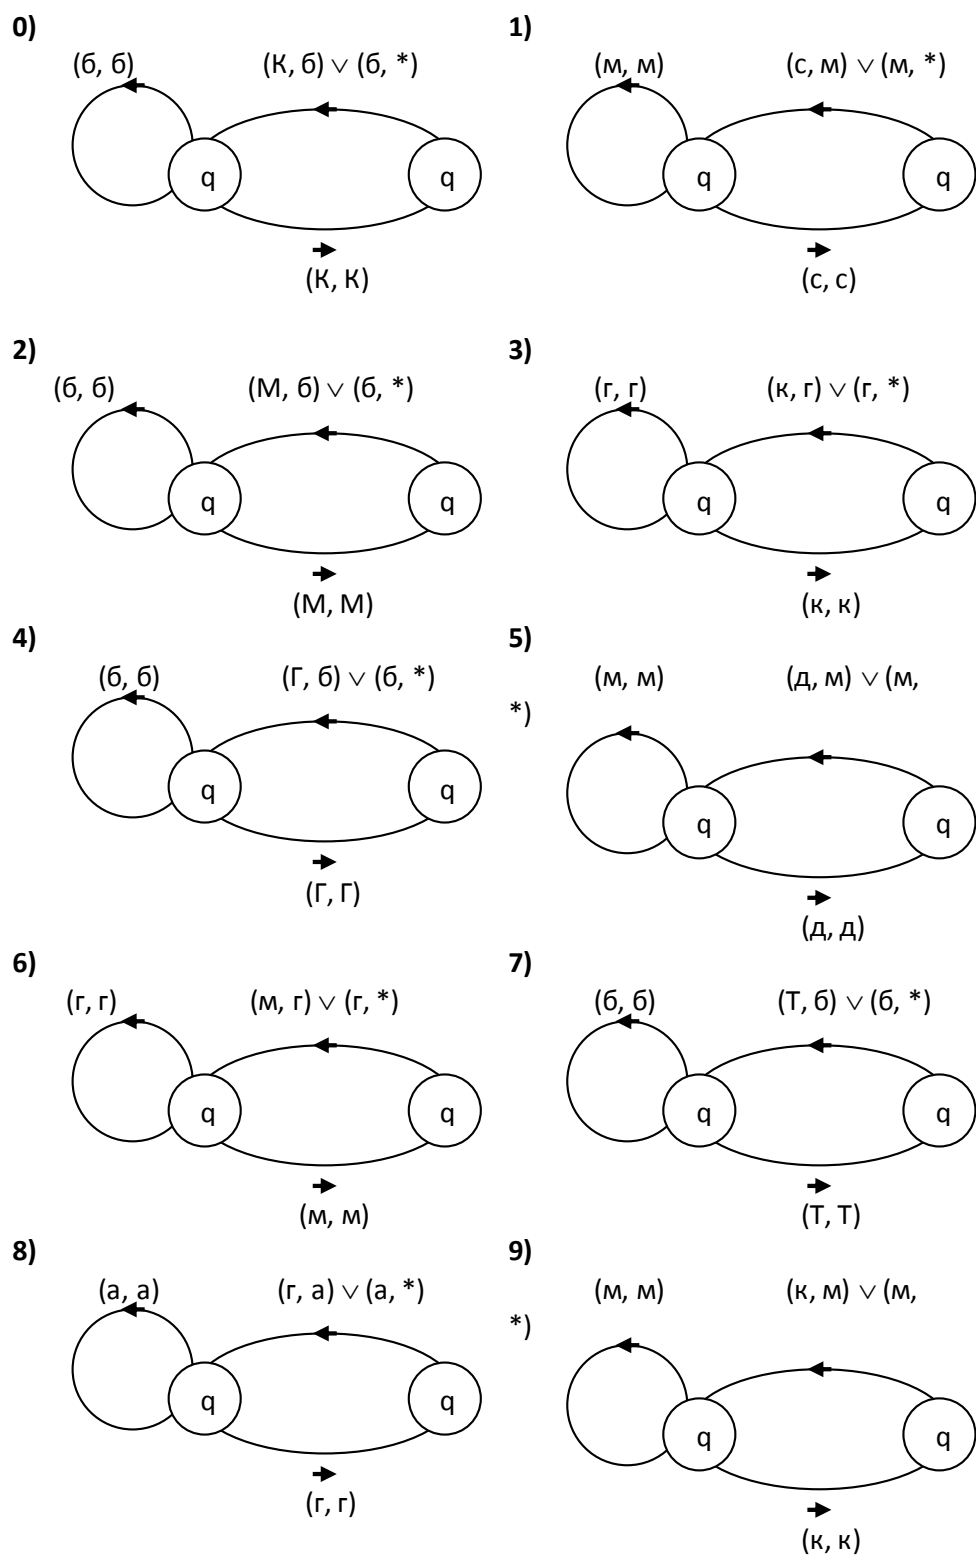 0) 1)
(б, б) (К, б) ∨ (б, *) (м, м) (с, м) ∨ (м, *)
q q q q
(К, К) (с, с)
2) 3)
(б, б) (М, б) ∨ (б, *) (г, г) (к, г) ∨ (г, *)
q q q q
(М, М) (к, к)
4) 5)
(б, б) (Г, б) ∨ (б, *) (м, м) (д, м) ∨ (м,
*)
q q q q
(Г, Г) (д, д)
6) 7)
(г, г) (м, г) ∨ (г, *) (б, б) (Т, б) ∨ (б, *)
q q q q
(м, м) (Т, Т)
8) 9)
(а, а) (г, а) ∨ (а, *) (м, м) (к, м) ∨ (м,
*)
q q q q
(г, г) (к, к)